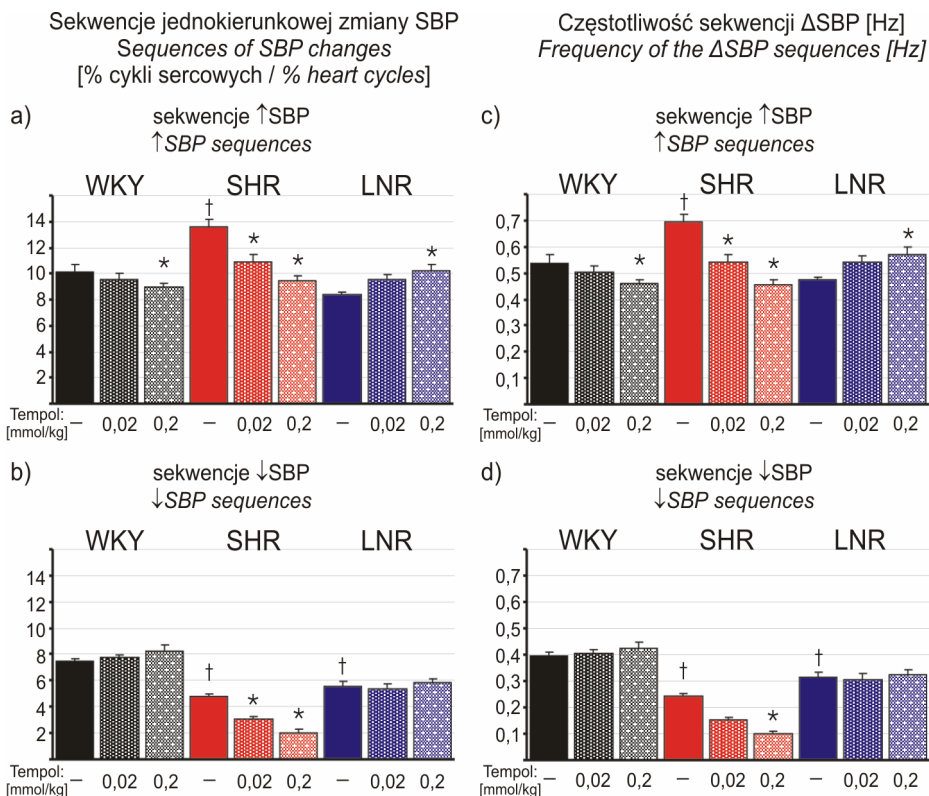 Sekwencje jednokierunkowej zmiany SBP
Sequences of SBP changes
[% cykli sercowych / % heart cycles]
Częstotliwość sekwencji ΔSBP [Hz]
Frequency of the ΔSBP sequences [Hz]
a)
sekwencje ↑SBP
↑SBP sequences
WKY SHR LNR
14
12
10
8
6
4
2
† * * * *
Tempol:
[mmol/kg]
– 0,02 0,2 – 0,02 0,2 – 0,02 0,2
c)
sekwencje ↑SBP
↑SBP sequences
WKY SHR LNR
0,7
0,6
0,5
0,4
0,3
0,2
0,1
† * * * *
Tempol:
[mmol/kg]
– 0,02 0,2 – 0,02 0,2 – 0,02 0,2
b)
sekwencje ↓SBP
↓SBP sequences
WKY SHR LNR
14
12
10
8
6
4
2
† * * †
Tempol:
[mmol/kg]
– 0,02 0,2 – 0,02 0,2 – 0,02 0,2
d)
sekwencje ↓SBP
↓SBP sequences
WKY SHR LNR
0,7
0,6
0,5
0,4
0,3
0,2
0,1
† * †
Tempol:
[mmol/kg]
– 0,02 0,2 – 0,02 0,2 – 0,02 0,2